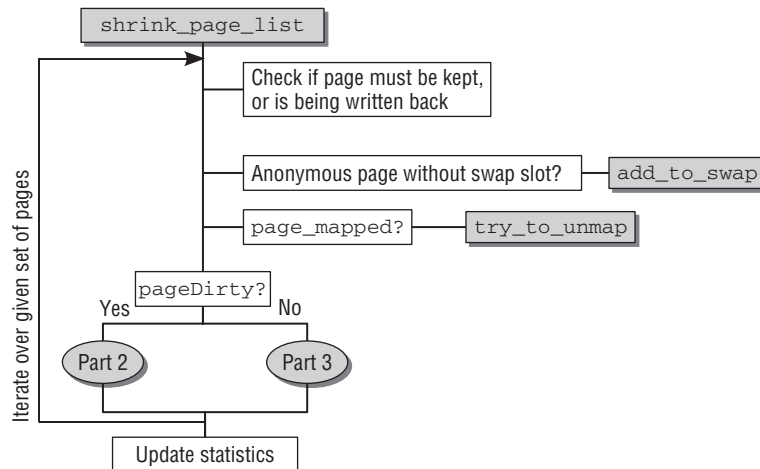 shrink_page_list
Check if page must be kept,
or is being written back
Anonymous page without swap slot?
add_to_swap
page_mapped?
try_to_unmap
pageDirty?
Yes
No
Part 2
Part 3
Iterate over given set of pages
Update statistics